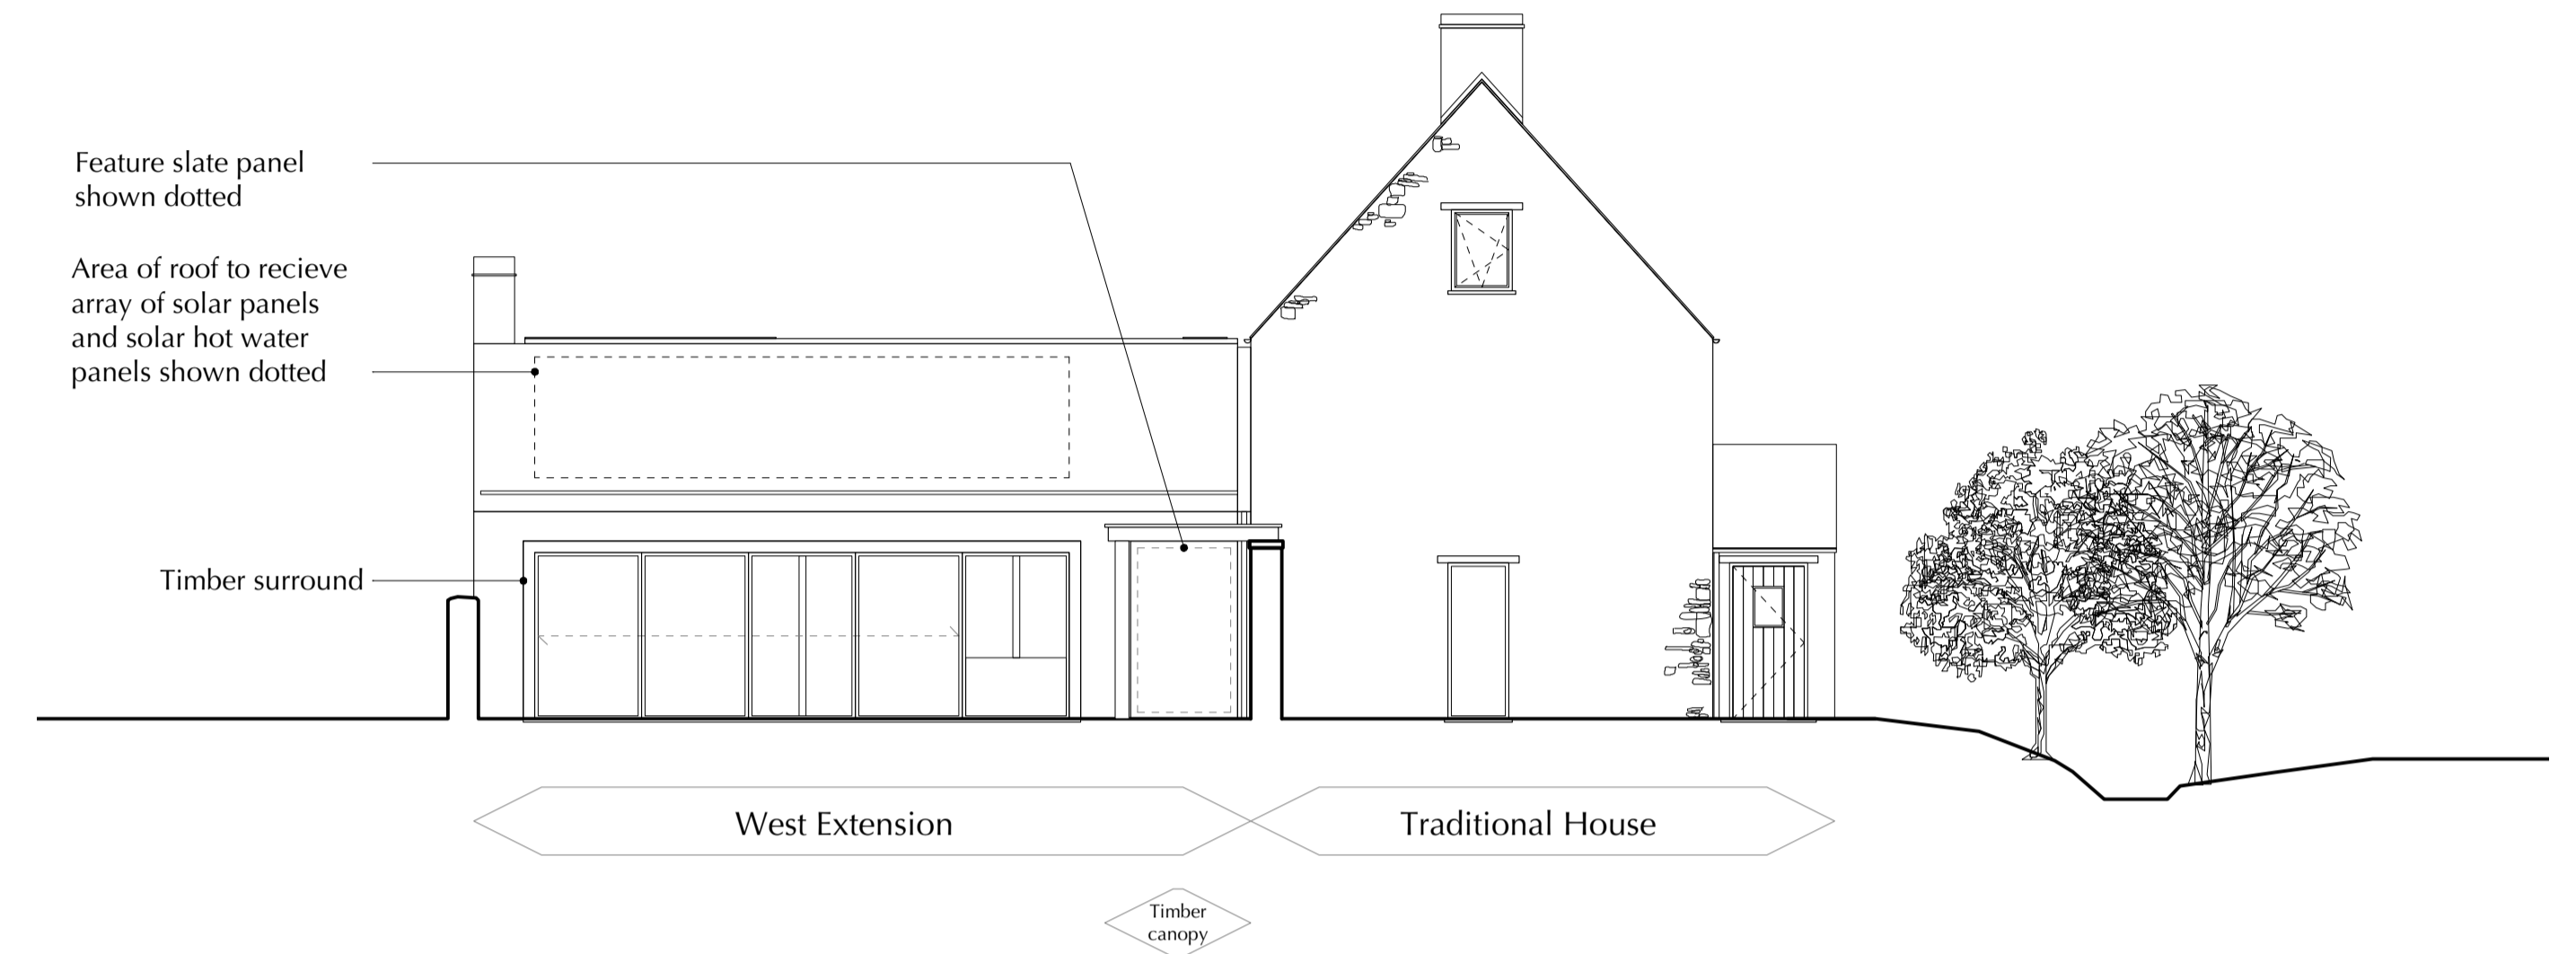 Feature slate panel
shown dotted
Area of roof to recieve
array of solar panels
and solar hot water
panels shown dotted
Timber surround
West Extension
Traditional House
Timber
canopy